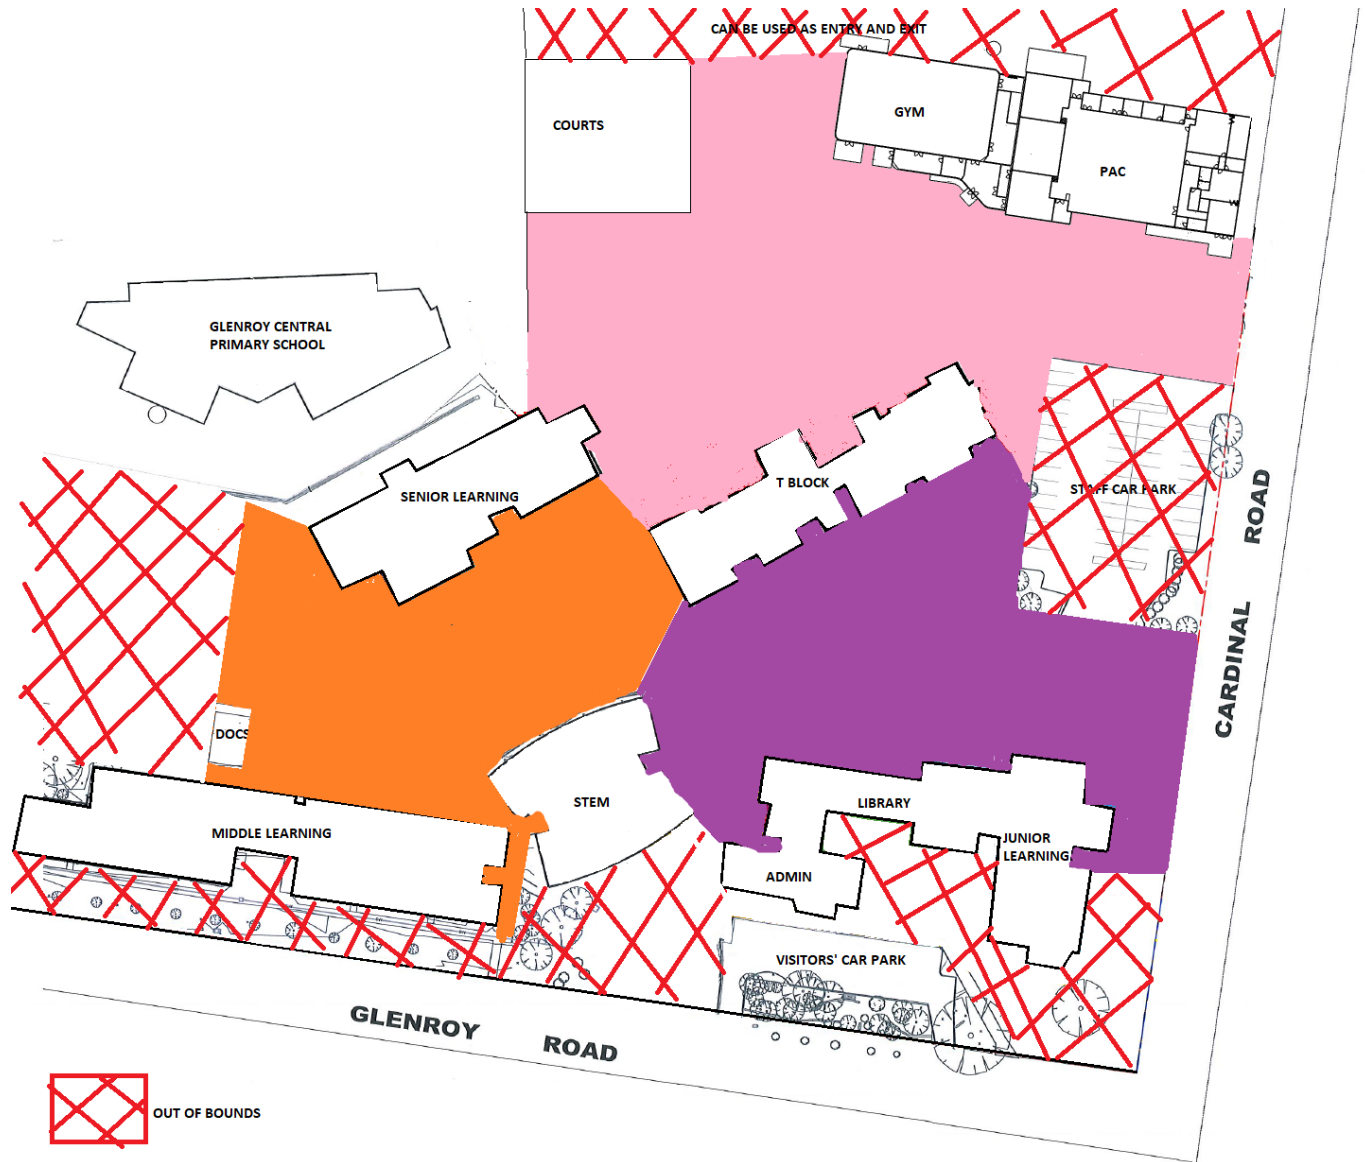 CAN BE USED AS ENTRY AND EXIT
COURTS
GYM
PAC
GLENROY CENTRAL
PRIMARY SCHOOL
SENIOR LEARNING
T BLOCK
STAFF CAR PARK
CARDINAL ROAD
DOCS
STEM
LIBRARY
MIDDLE LEARNING
JUNIOR
LEARNING
ADMIN
VISITORS' CAR PARK
GLENROY ROAD
OUT OF BOUNDS